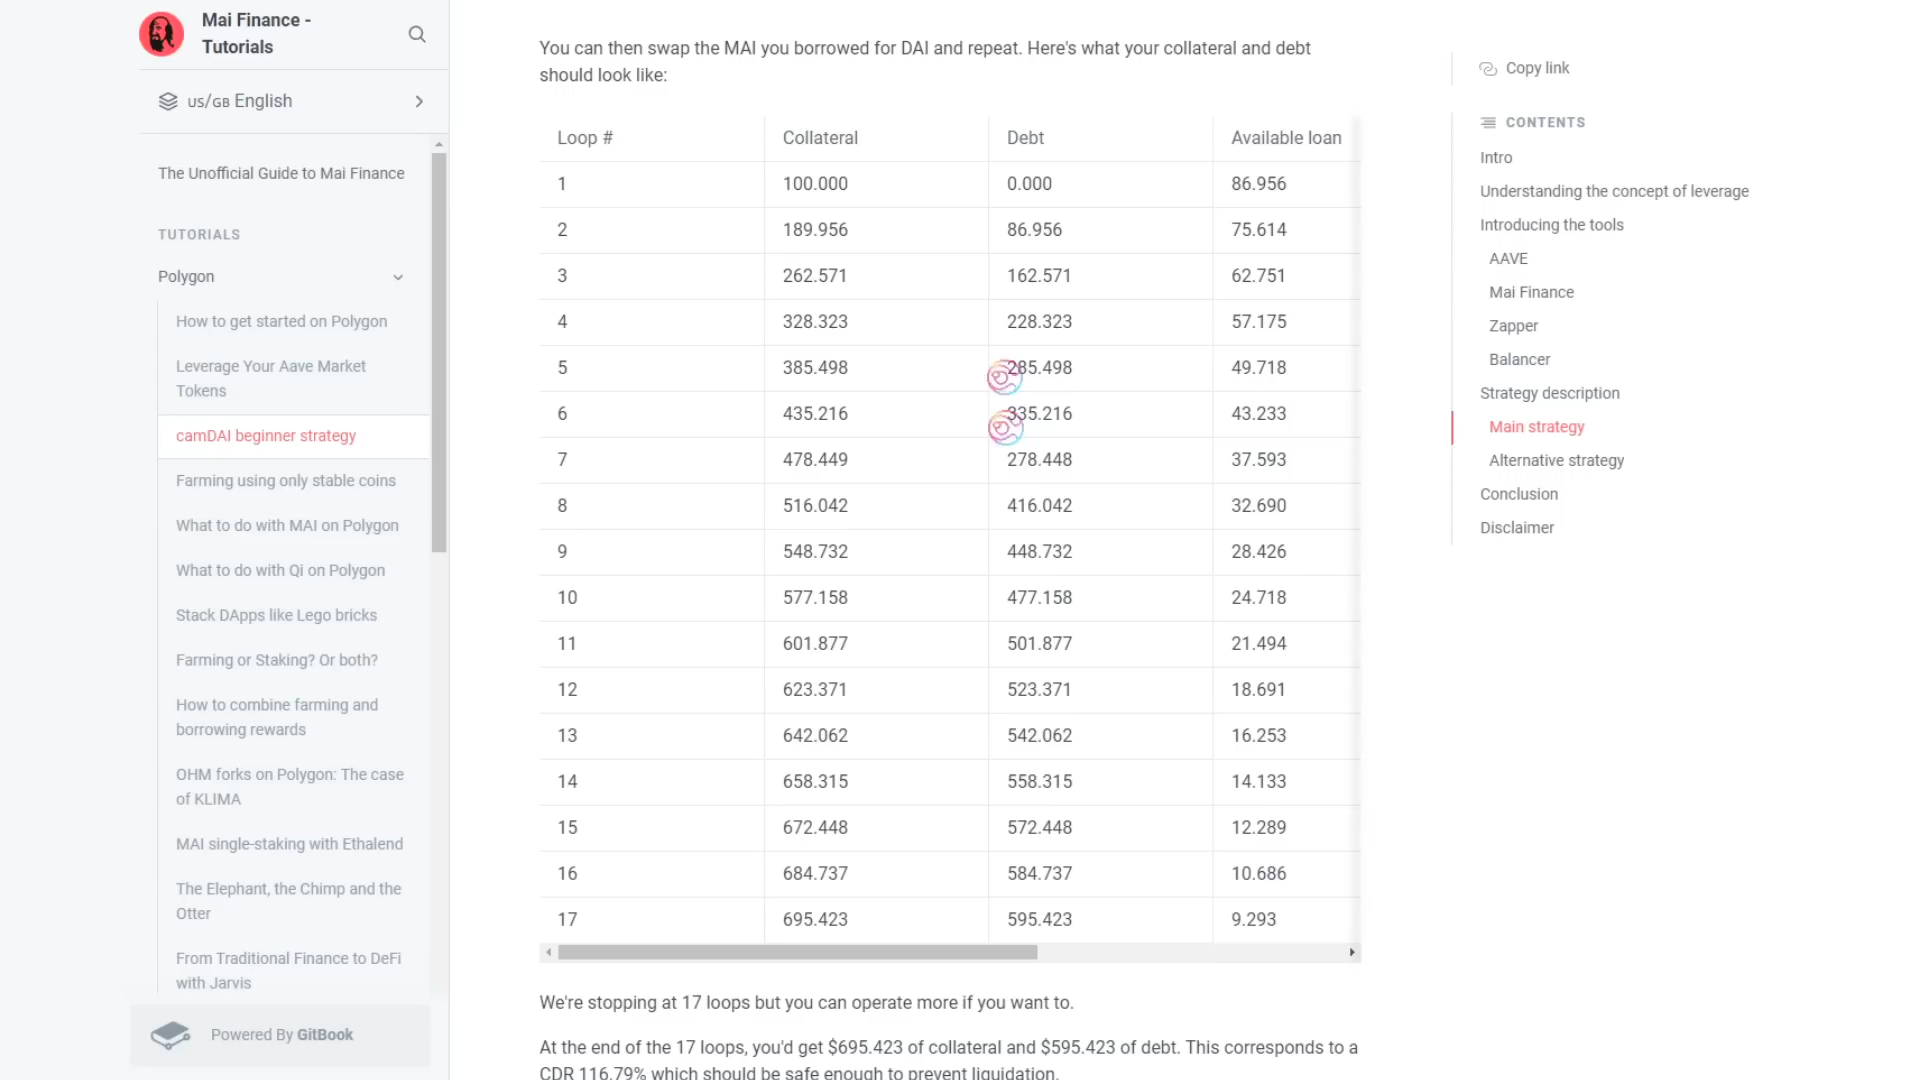 Mai Finance -
Tutorials
US/GB English
The Unofficial Guide to Mai Finance
TUTORIALS
Polygon
How to get started on Polygon
Leverage Your Aave Market
Tokens
camDAI beginner strategy
Farming using only stable coins
What to do with MAI on Polygon
What to do with Qi on Polygon
Stack DApps like Lego bricks
Farming or Staking? Or both?
How to combine farming and
borrowing rewards
OHM forks on Polygon: The case
of KLIMA
MAI single-staking with Ethalend
The Elephant, the Chimp and the
Otter
From Traditional Finance to DeFi
with Jarvis
Powered By GitBook
You can then swap the MAI you borrowed for DAI and repeat. Here's what your collateral and debt
should look like:
Loop # Collateral Debt Available loan
1 100.000 0.000 86.956
2 189.956 86.956 75.614
3 262.571 162.571 62.751
4 328.323 228.323 57.175
5 385.498 285.498 49.718
6 435.216 335.216 43.233
7 478.449 278.448 37.593
8 516.042 416.042 32.690
9 548.732 448.732 28.426
10 577.158 477.158 24.718
11 601.877 501.877 21.494
12 623.371 523.371 18.691
13 642.062 542.062 16.253
14 658.315 558.315 14.133
15 672.448 572.448 12.289
16 684.737 584.737 10.686
17 695.423 595.423 9.293
We're stopping at 17 loops but you can operate more if you want to.
At the end of the 17 loops, you'd get $695.423 of collateral and $595.423 of debt. This corresponds to a
CDR 116.79% which should be safe enough to prevent liquidation.
Copy link
CONTENTS
Intro
Understanding the concept of leverage
Introducing the tools
AAVE
Mai Finance
Zapper
Balancer
Strategy description
Main strategy
Alternative strategy
Conclusion
Disclaimer